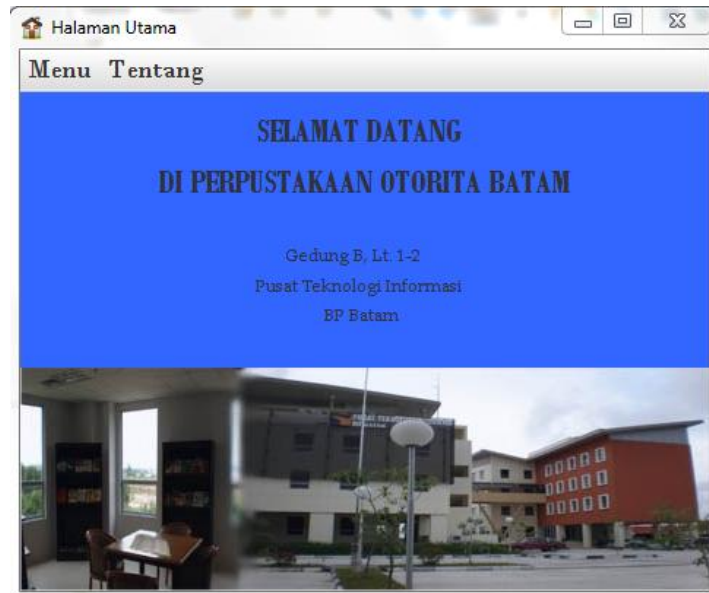 Halaman Utama
Menu Tentang
SELAMAT DATANG
DI PERPUSTAKAAN OTORITA BATAM
Gedung B, Lt. 1-2
Pusat Teknologi Informasi
BP Batam